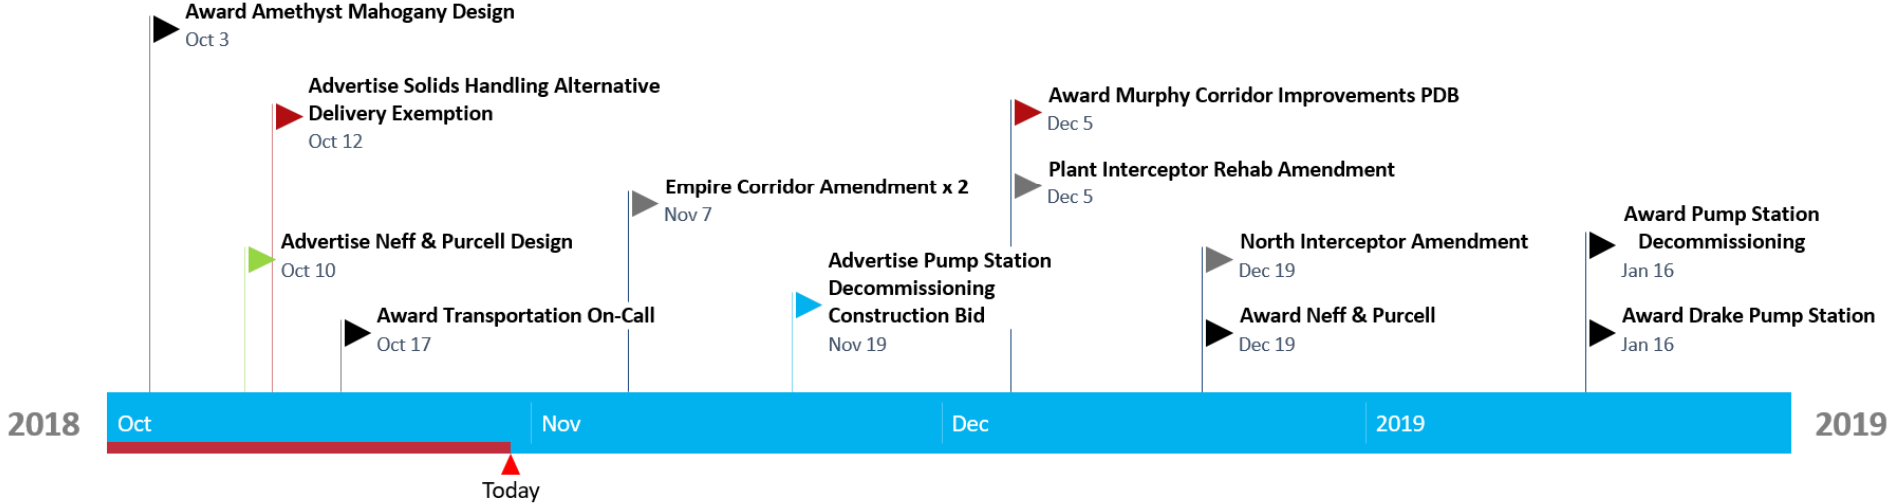 Award Amethyst Mahogany Design
Oct 3
Advertise Solids Handling Alternative
Delivery Exemption
Oct 12
Advertise Neff & Purcell Design
Oct 10
Award Transportation On-Call
Oct 17
Empire Corridor Amendment x 2
Nov 7
Advertise Pump Station
Decommissioning
Construction Bid
Nov 19
Award Murphy Corridor Improvements PDB
Dec 5
Plant Interceptor Rehab Amendment
Dec 5
North Interceptor Amendment
Dec 19
Award Neff & Purcell
Dec 19
Award Pump Station
Decommissioning
Jan 16
Award Drake Pump Station
Jan 16
2018
Oct
Nov
Dec
2019
2019
Today